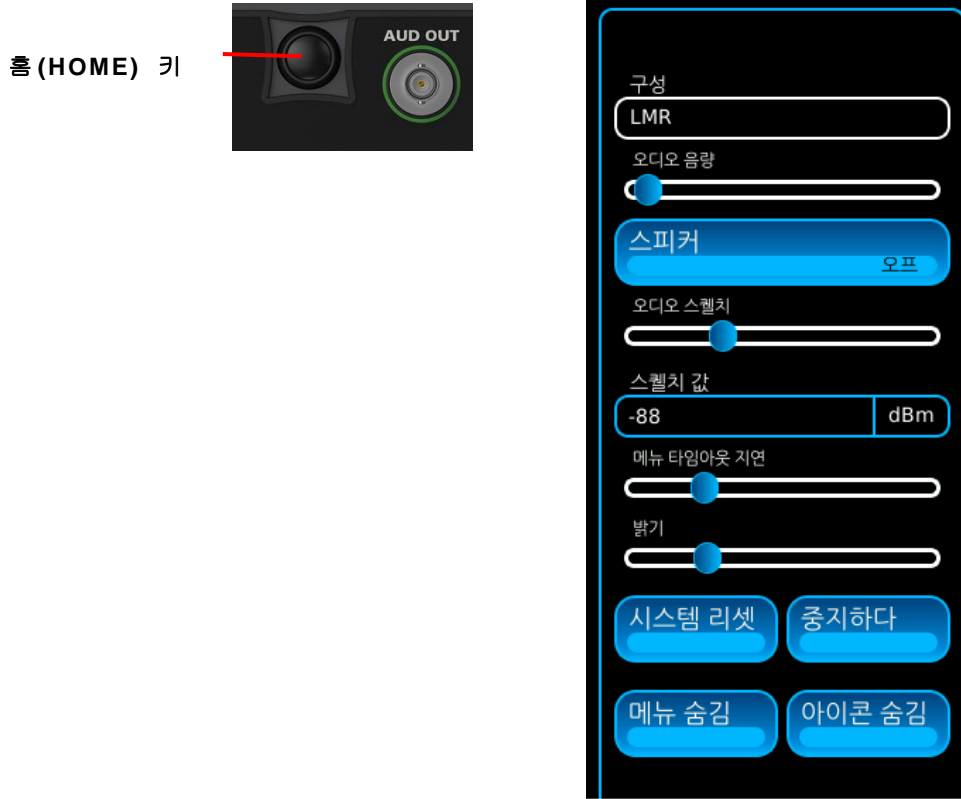 홈(HOME) 키
AUD OUT
구성
LMR
오디오 음량
스피커
오프
오디오 스퀠치
스퀠치 값
-88 dBm
메뉴 타임아웃 지연
밝기
시스템 리셋 중지하다
메뉴 숨김 아이콘 숨김